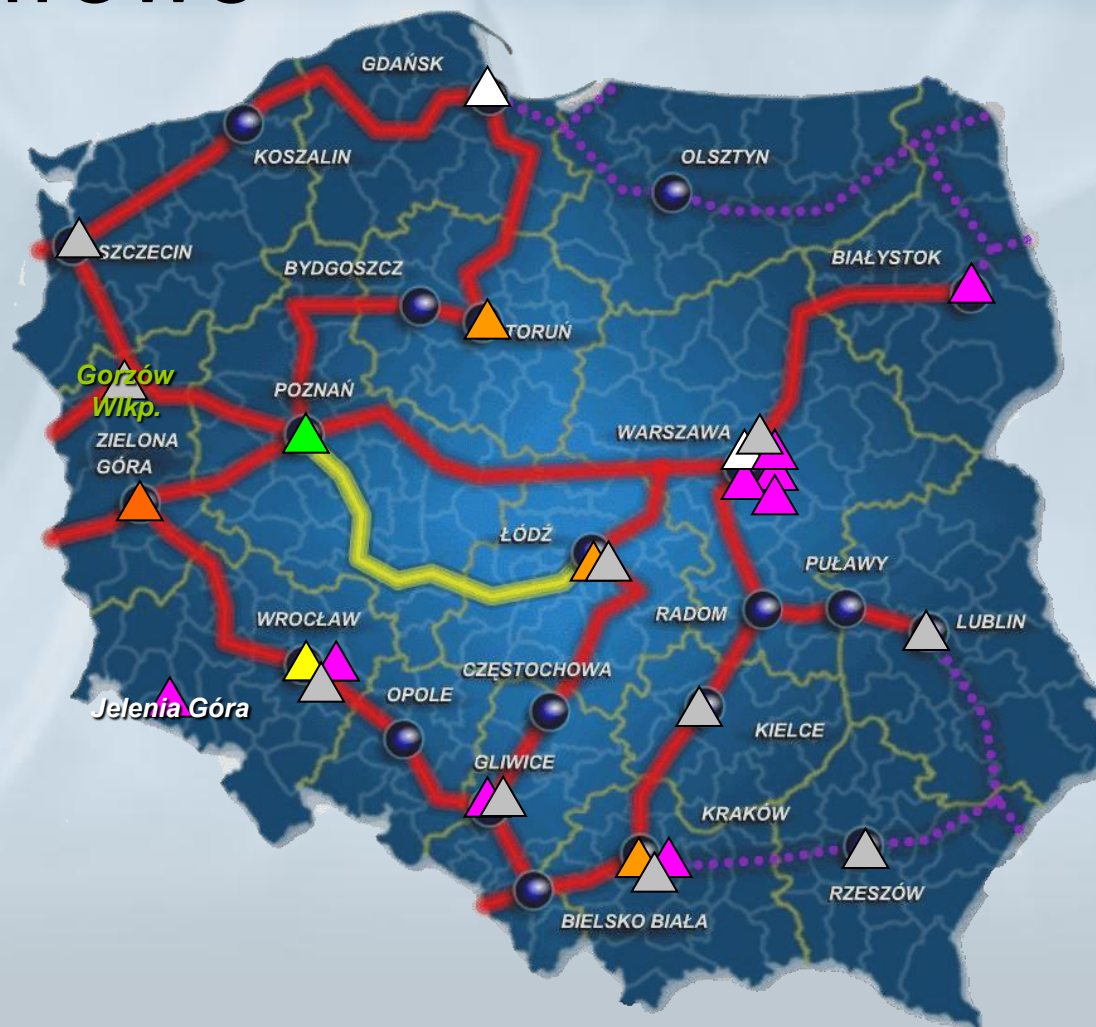 GDAŃSK
KOSZALIN
OLSZTYN
SZCZECIN
BYDGOSZCZ
BIAŁYSTOK
TORUŃ
Gorzów
Wlkp.
POZNAŃ
ZIELONA
GÓRA
WARSZAWA
ŁÓDŹ
PUŁAWY
RADOM
LUBLIN
WROCŁAW
CZĘSTOCHOWA
OPOLE
Jelenia Góra
KIELCE
GLIWICE
KRAKÓW
RZESZÓW
BIELSKO BIAŁA